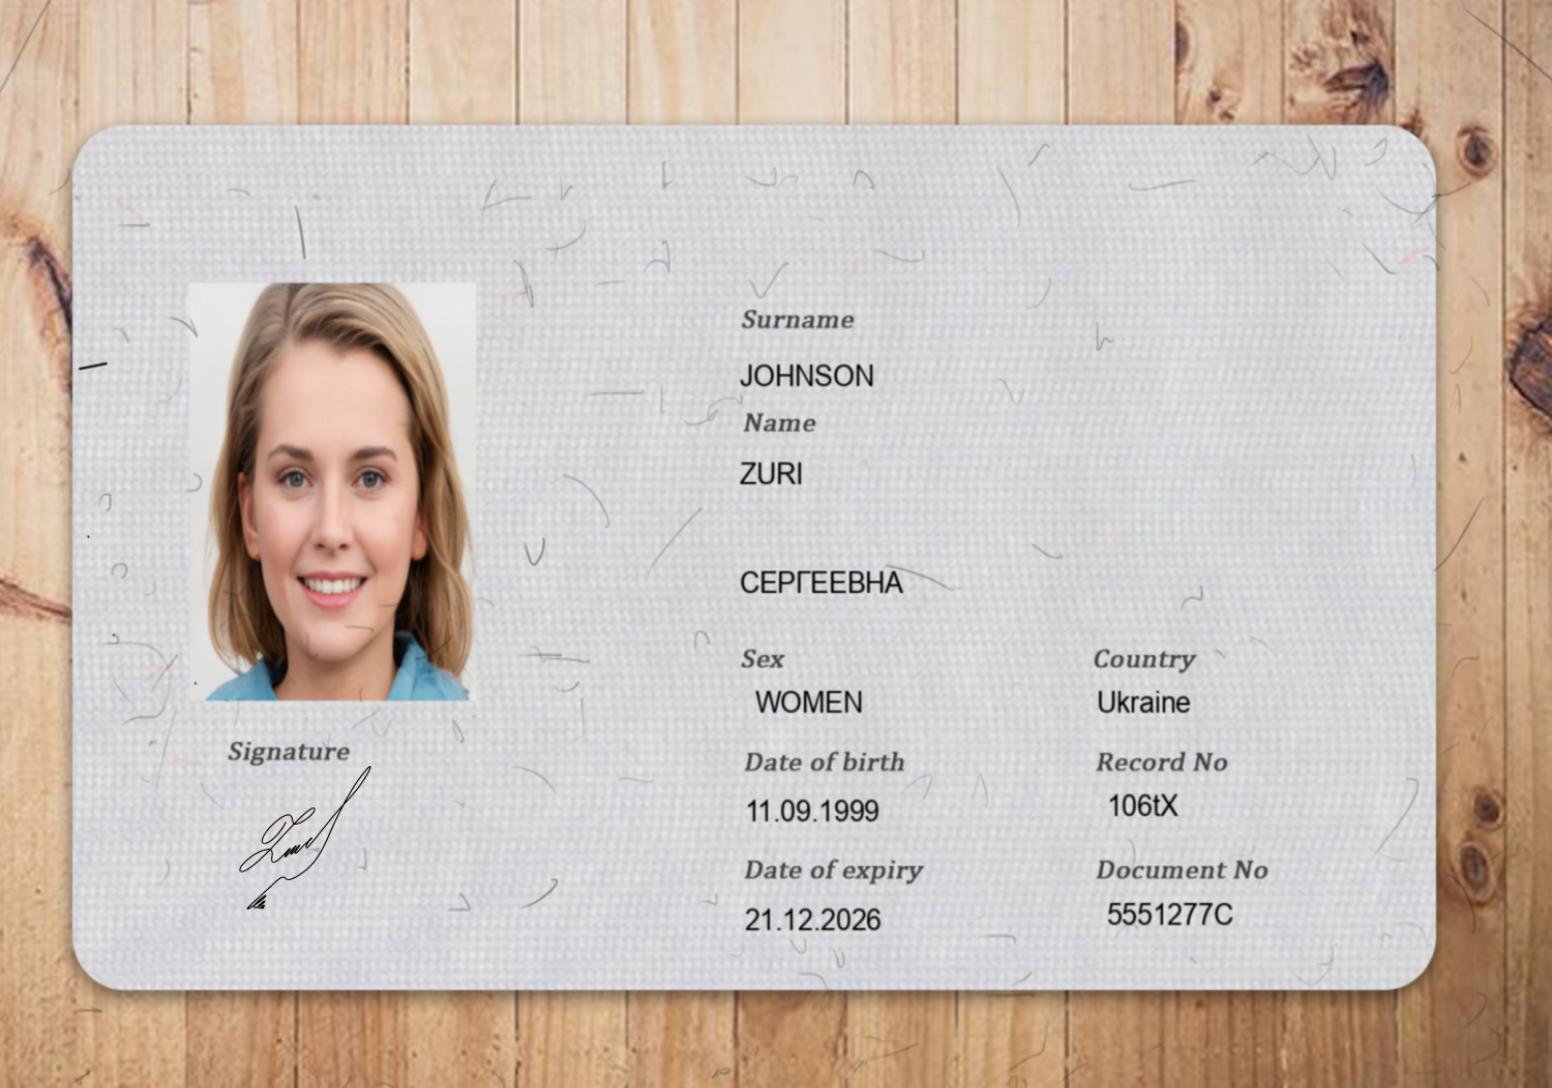 Surname
JOHNSON
Name
ZURI
СЕРГЕЕВНА
Sex
Country
WOMEN
Ukraine
Date of birth
Record No
11.09.1999
106tX
Date of expiry
Document No
21.12.2026
5551277C
Signature